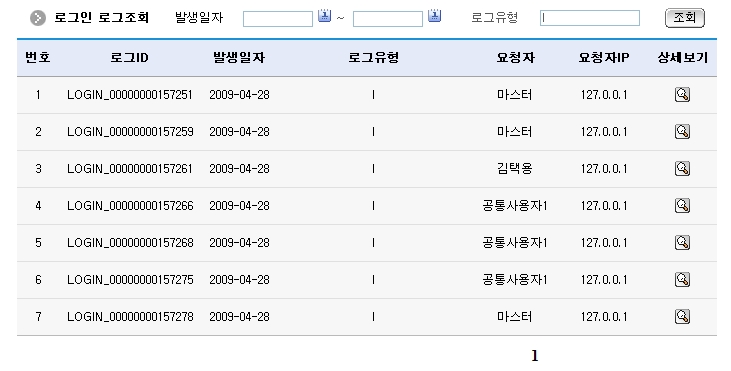 로그인 로그조회 발생일자 ~ 로그유형 I 조회
번호 로그ID 발생일자 로그유형 요청자 요청자IP 상세보기
1 LOGIN_00000000157251 2009-04-28 I 마스터 127.0.0.1
2 LOGIN_00000000157259 2009-04-28 I 마스터 127.0.0.1
3 LOGIN_00000000157261 2009-04-28 I 김택용 127.0.0.1
4 LOGIN_00000000157266 2009-04-28 I 공통사용자1 127.0.0.1
5 LOGIN_00000000157268 2009-04-28 I 공통사용자1 127.0.0.1
6 LOGIN_00000000157275 2009-04-28 I 공통사용자1 127.0.0.1
7 LOGIN_00000000157278 2009-04-28 I 마스터 127.0.0.1
1